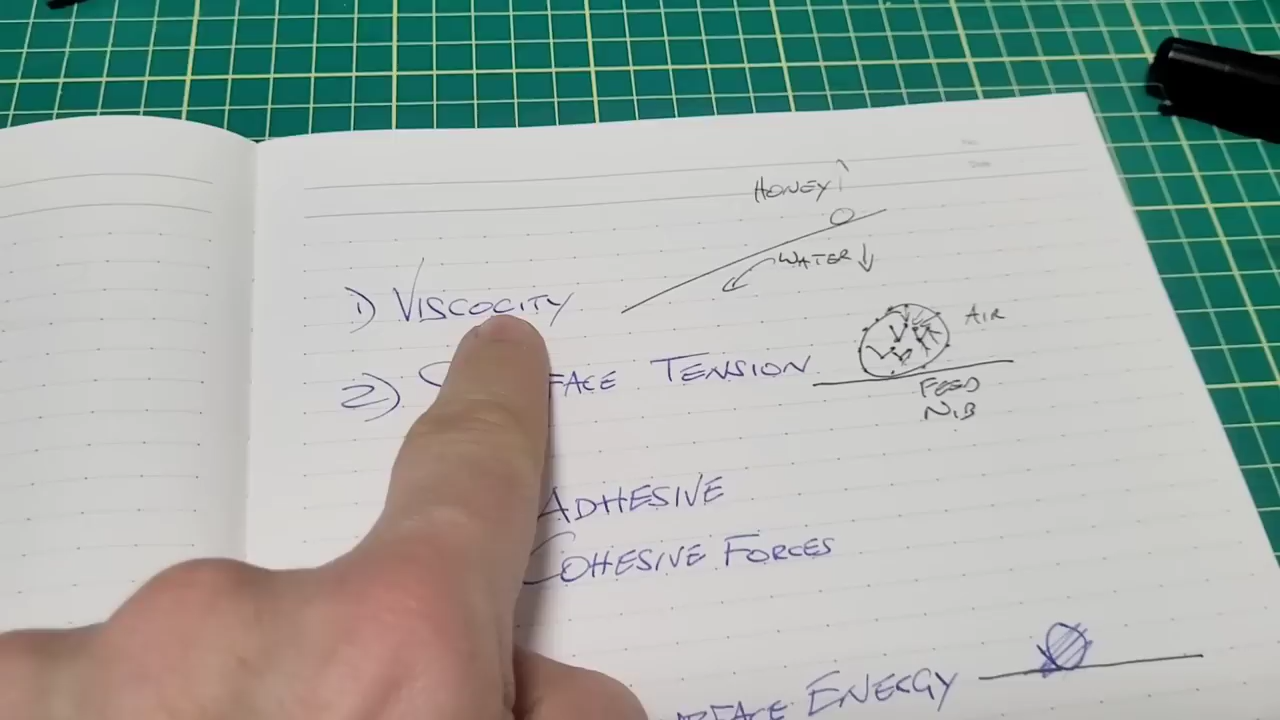 HONEY ↑
WATER ↓
1) VISCOCITY
AIR
2) FACE TENSION
FEED
NIB
ADHESIVE
COHESIVE FORCES
ENERGY